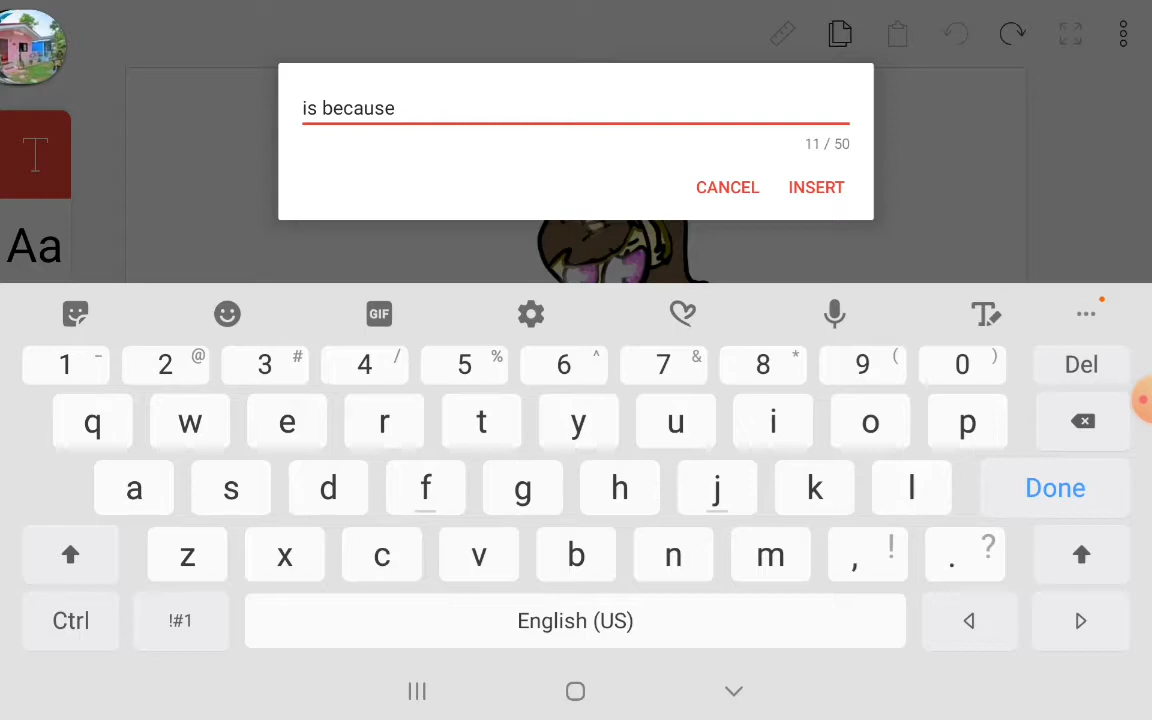 is because
11 / 50
CANCEL INSERT
T
Aa
GIF T
1 - 2 @ 3 # 4 / 5 % 6 ^ 7 & 8 * 9 ( 0 ) Del
q w e r t y u i o p
a s d f g h j k l Done
z x c v b n m , ! . ?
Ctrl !#1 English (US)